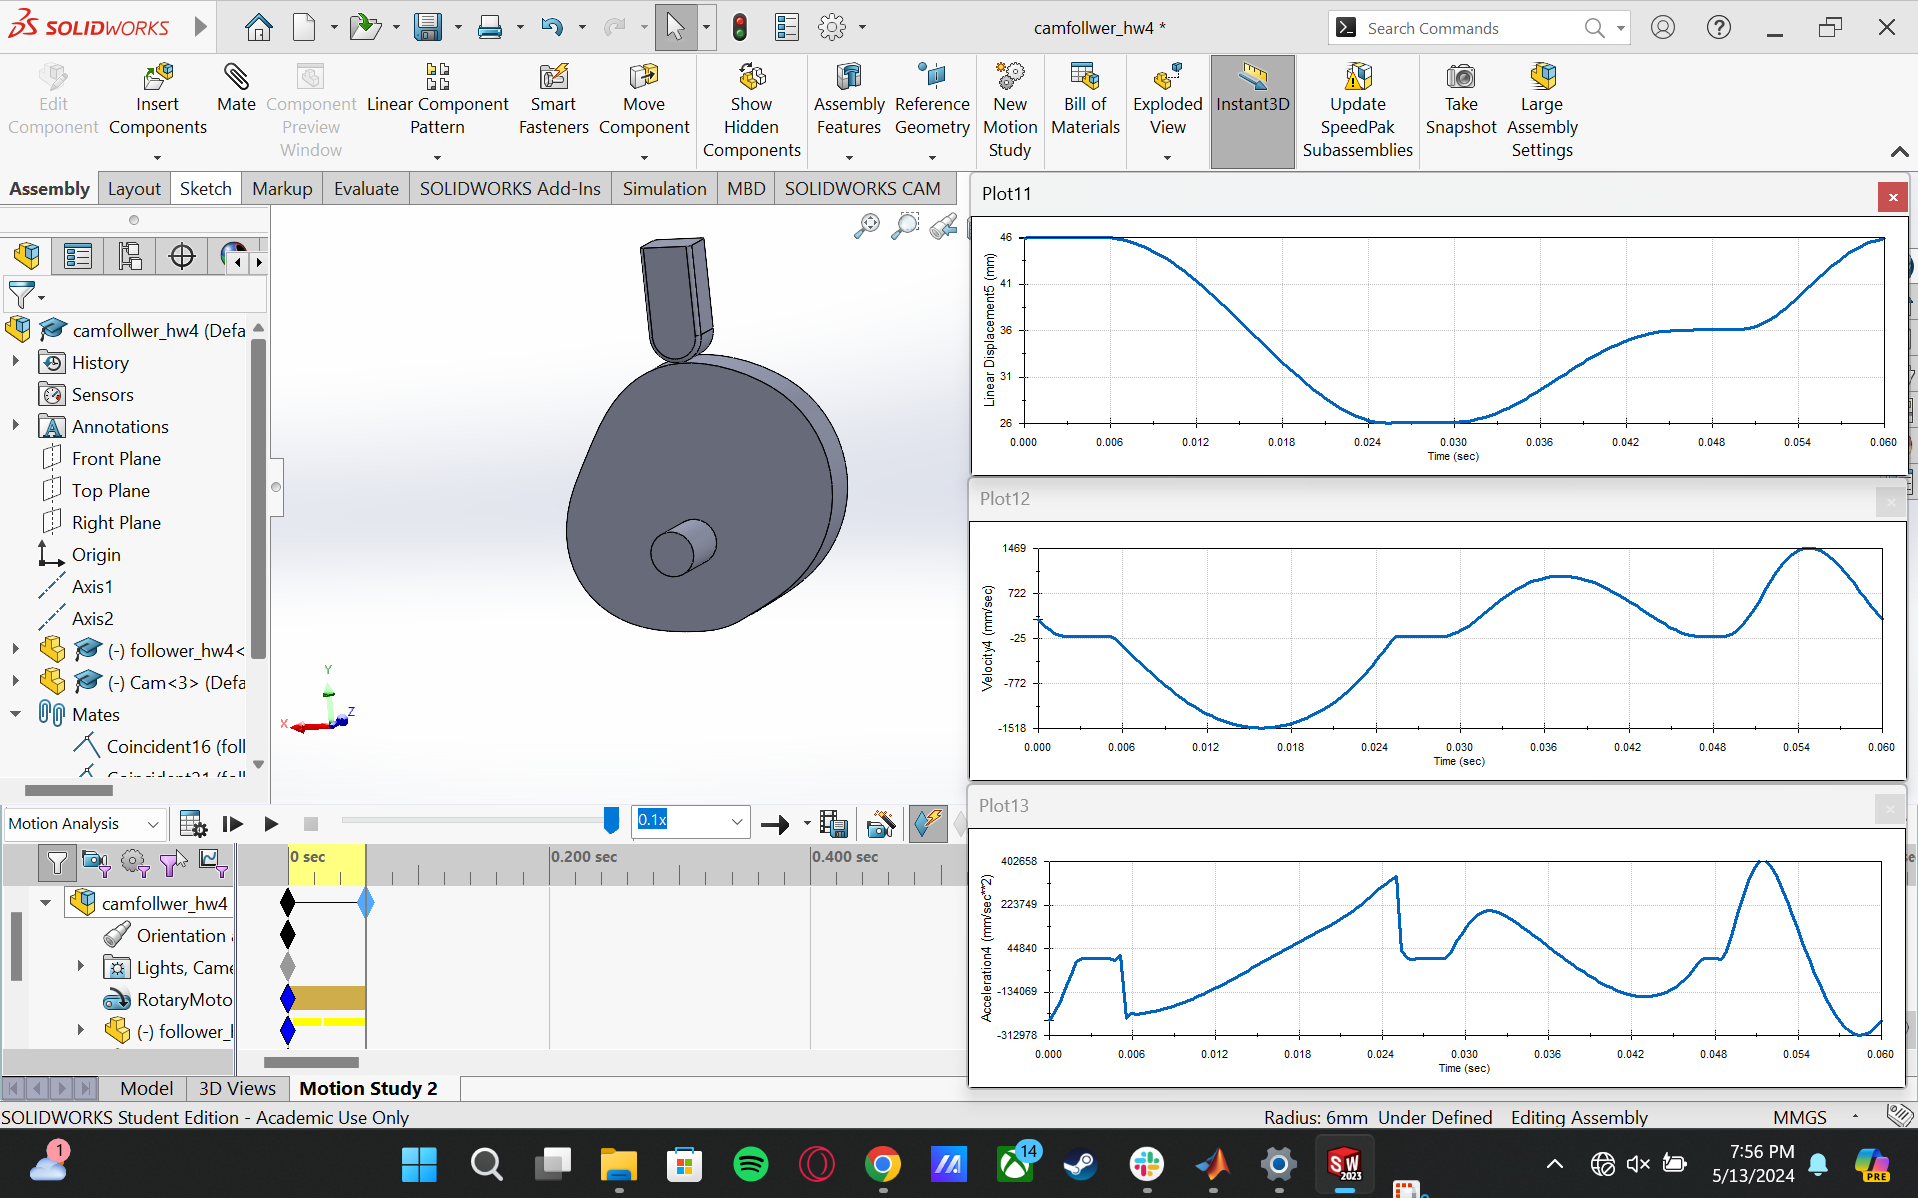 SOLIDWORKS
camfollwer_hw4 *
Search Commands
Edit Component
Insert Components
Mate
Component Preview Window
Linear Component Pattern
Smart Fasteners
Move Component
Show Hidden Components
Assembly Features
Reference Geometry
New Motion Study
Bill of Materials
Exploded View
Instant3D
Update SpeedPak Subassemblies
Take Snapshot
Large Assembly Settings
Assembly
Layout
Sketch
Markup
Evaluate
SOLIDWORKS Add-Ins
Simulation
MBD
SOLIDWORKS CAM
camfollwer_hw4 (Defa
History
Sensors
Annotations
Front Plane
Top Plane
Right Plane
Origin
Axis1
Axis2
(-) follower_hw4<
(-) Cam<3> (Defa
Mates
Coincident16 (foll
Y
X
Z
Plot11
Linear Displacement5 (mm)
46
41
36
31
26
0.000 0.006 0.012 0.018 0.024 0.030 0.036 0.042 0.048 0.054 0.060
Time (sec)
Plot12
Velocity4 (mm/sec)
1469
722
-25
-772
-1518
0.000 0.006 0.012 0.018 0.024 0.030 0.036 0.042 0.048 0.054 0.060
Time (sec)
Plot13
Acceleration4 (mm/sec**2)
402658
223749
44840
-134069
-312978
0.000 0.006 0.012 0.018 0.024 0.030 0.036 0.042 0.048 0.054 0.060
Time (sec)
Motion Analysis
0.1x
0 sec
0.200 sec
0.400 sec
camfollwer_hw4
Orientation
Lights, Came
RotaryMoto
(-) follower_h
Model
3D Views
Motion Study 2
SOLIDWORKS Student Edition - Academic Use Only
Radius: 6mm
Under Defined
Editing Assembly
MMGS
1
14
SW
2023
7:56 PM
5/13/2024
PRE